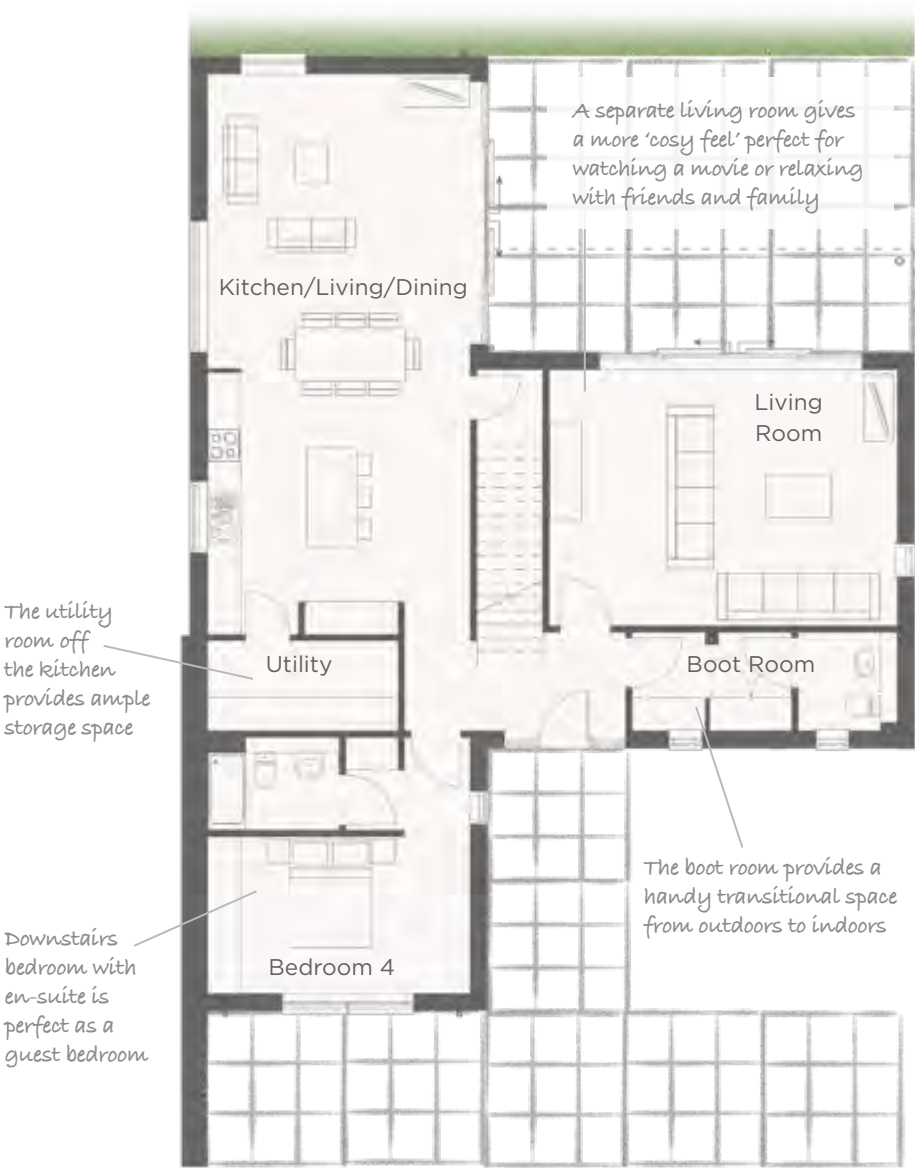 A separate living room gives
a more ‘cosy feel’ perfect for
watching a movie or relaxing
with friends and family
Kitchen/Living/Dining
Living
Room
The utility
room off
the kitchen
provides ample
storage space
Utility
Boot Room
The boot room provides a
handy transitional space
from outdoors to indoors
Downstairs
bedroom with
en-suite is
perfect as a
guest bedroom
Bedroom 4